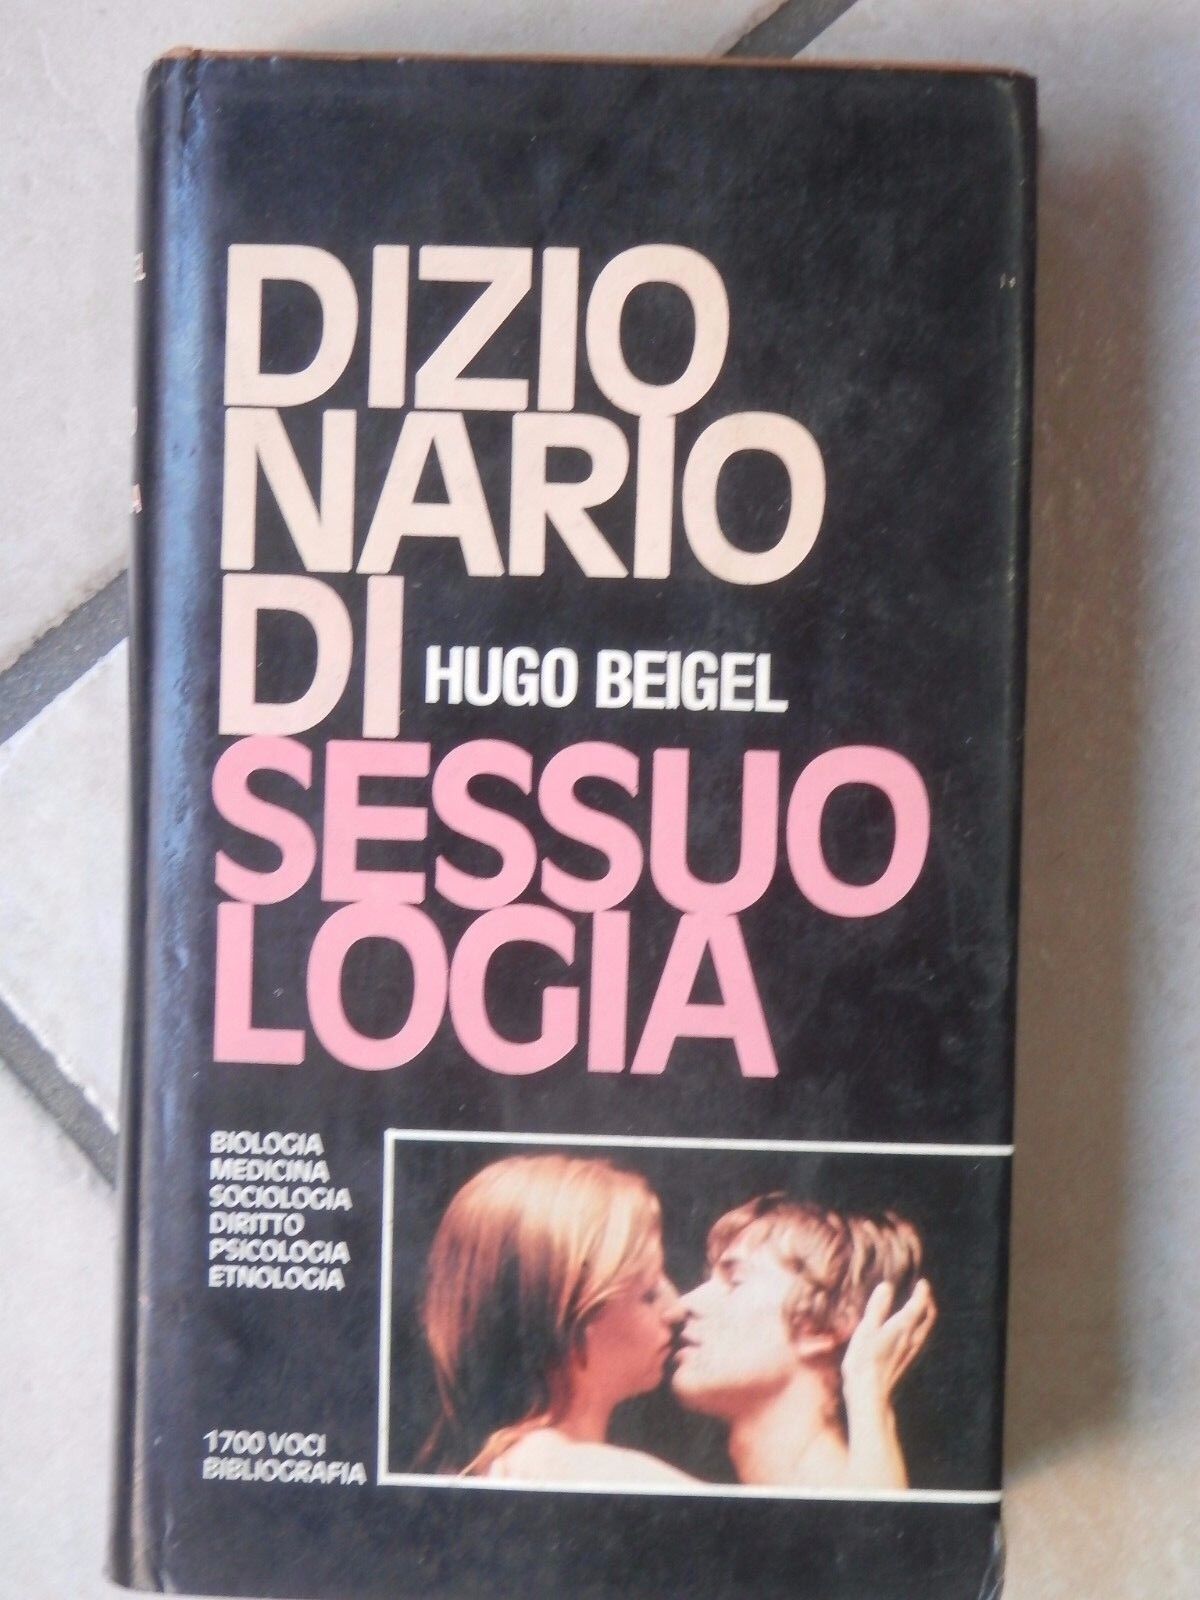 DIZIO
NARIO
DI
HUGO BEIGEL
SESSUO
LOGIA
BIOLOGIA
MEDICINA
SOCIOLOGIA
DIRITTO
PSICOLOGIA
ETNOLOGIA
1700 VOCI
BIBLIOGRAFIA